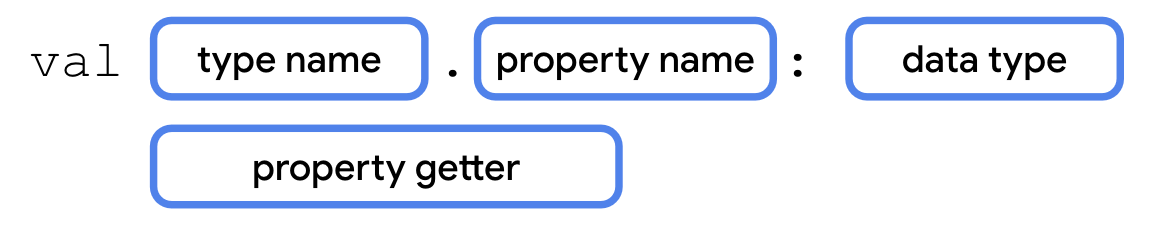 val type name . property name : data type
property getter